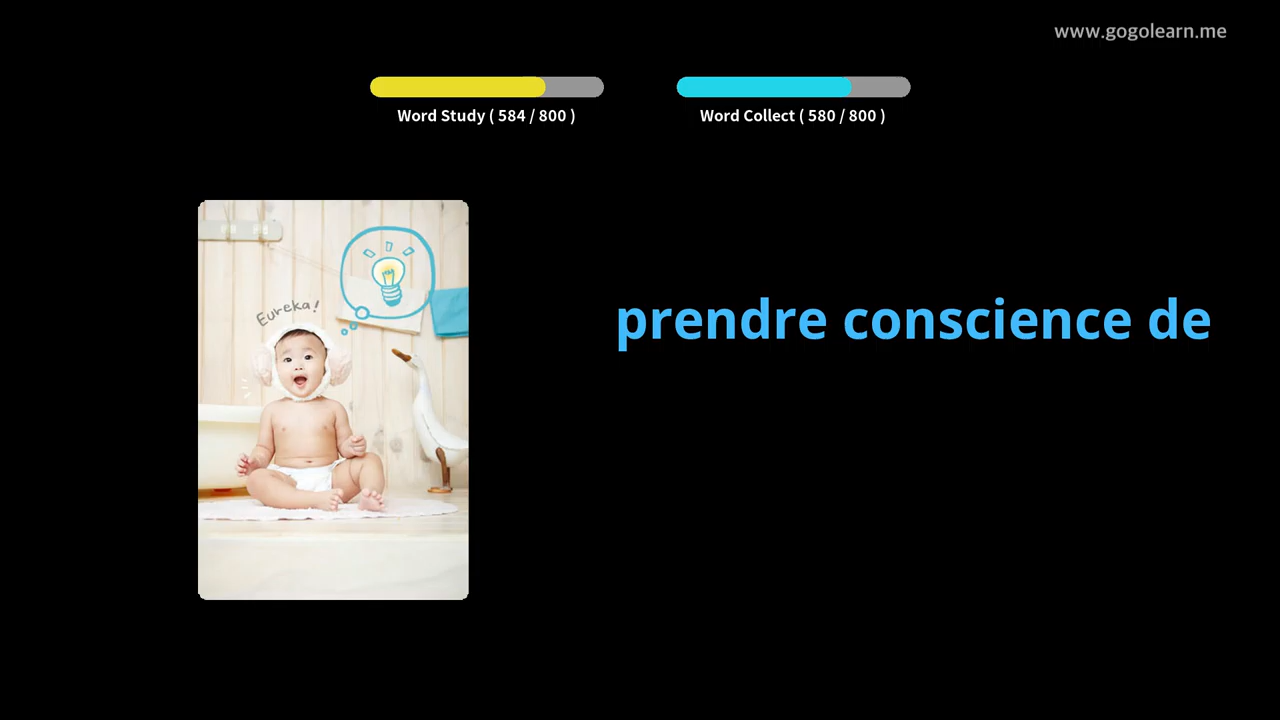 www.gogolearn.me
Word Study ( 584 / 800 )
Word Collect ( 580 / 800 )
Eureka!
prendre conscience de